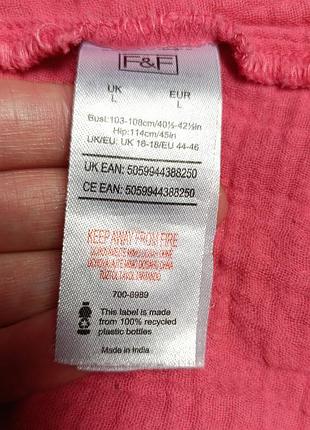 F&F
UK EUR
L L
Bust:103-108cm/40½-42½in
Hip:114cm/45in
UK/EU: UK 16-18/EU 44-46
UK EAN: 5059944388250
CE EAN: 5059944388250
KEEP AWAY FROM FIRE
700-8989
This label is made
from 100% recycled
plastic bottles
Made in India